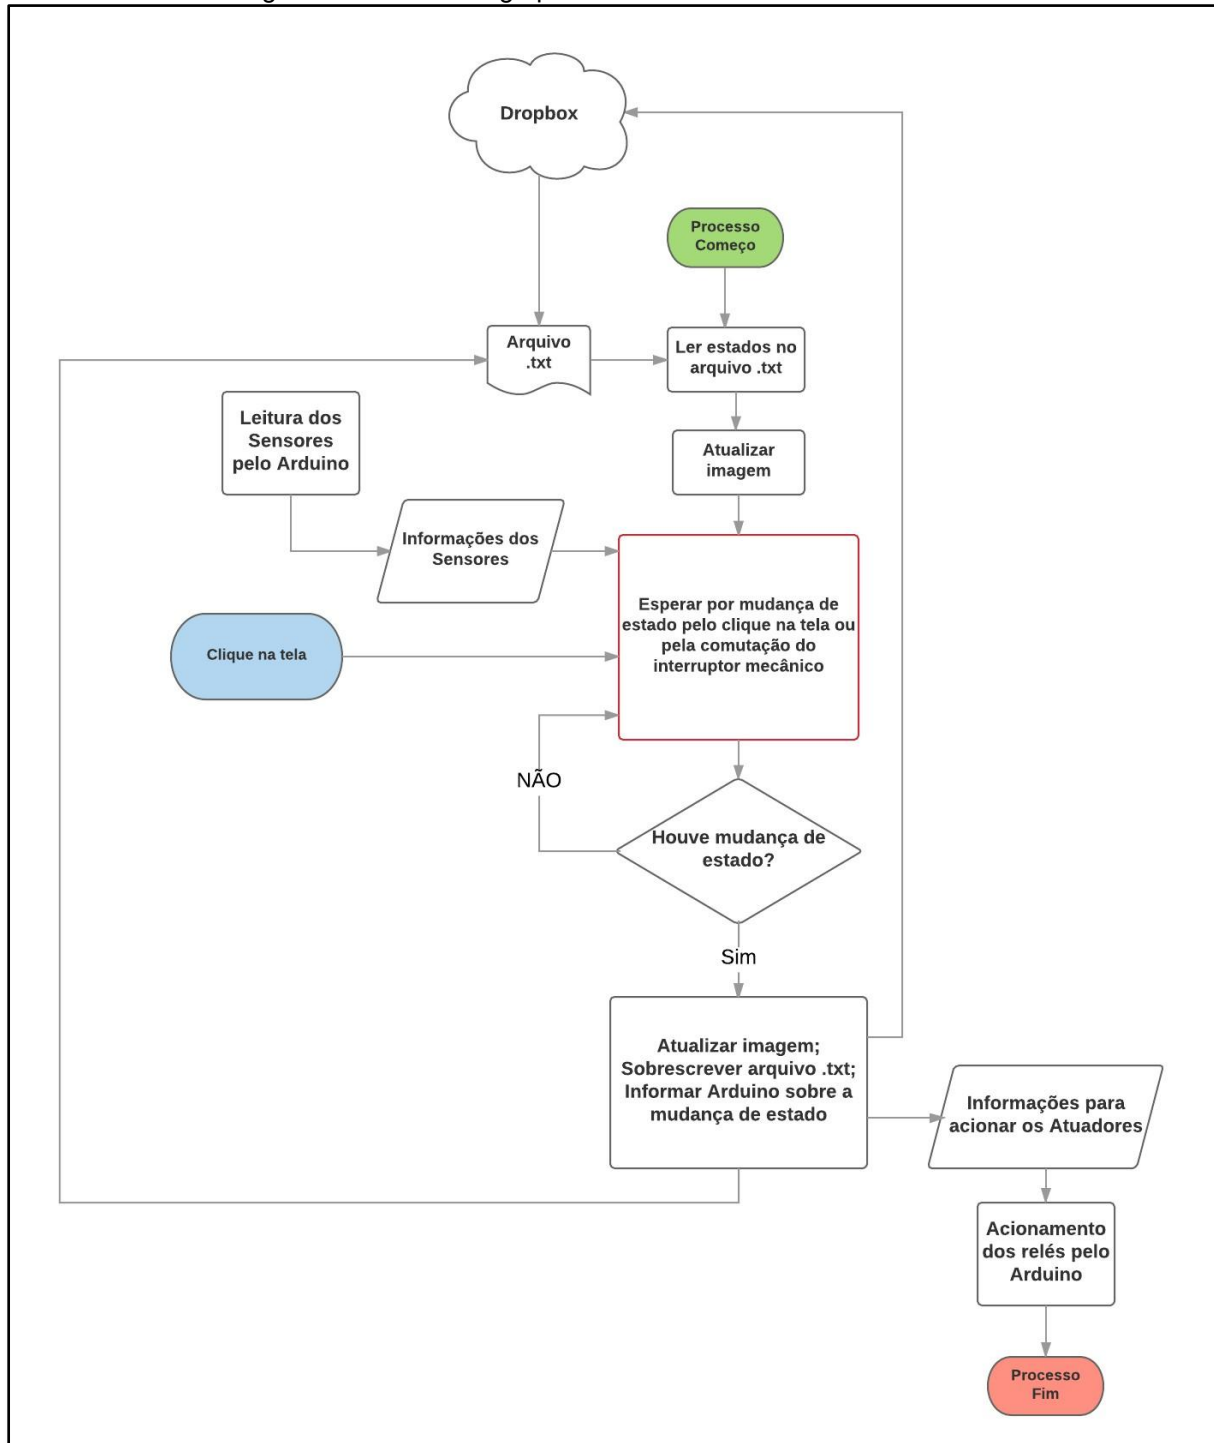 Dropbox
Processo
Começo
Arquivo
.txt
Ler estados no
arquivo .txt
Leitura dos
Sensores
pelo Arduino
Atualizar
imagem
Informações dos
Sensores
Esperar por mudança de
estado pelo clique na tela ou
pela comutação do
interruptor mecânico
Clique na tela
NÃO
Houve mudança de
estado?
Sim
Atualizar imagem;
Sobrescrever arquivo .txt;
Informar Arduino sobre a
mudança de estado
Informações para
acionar os Atuadores
Acionamento
dos relés pelo
Arduino
Processo
Fim